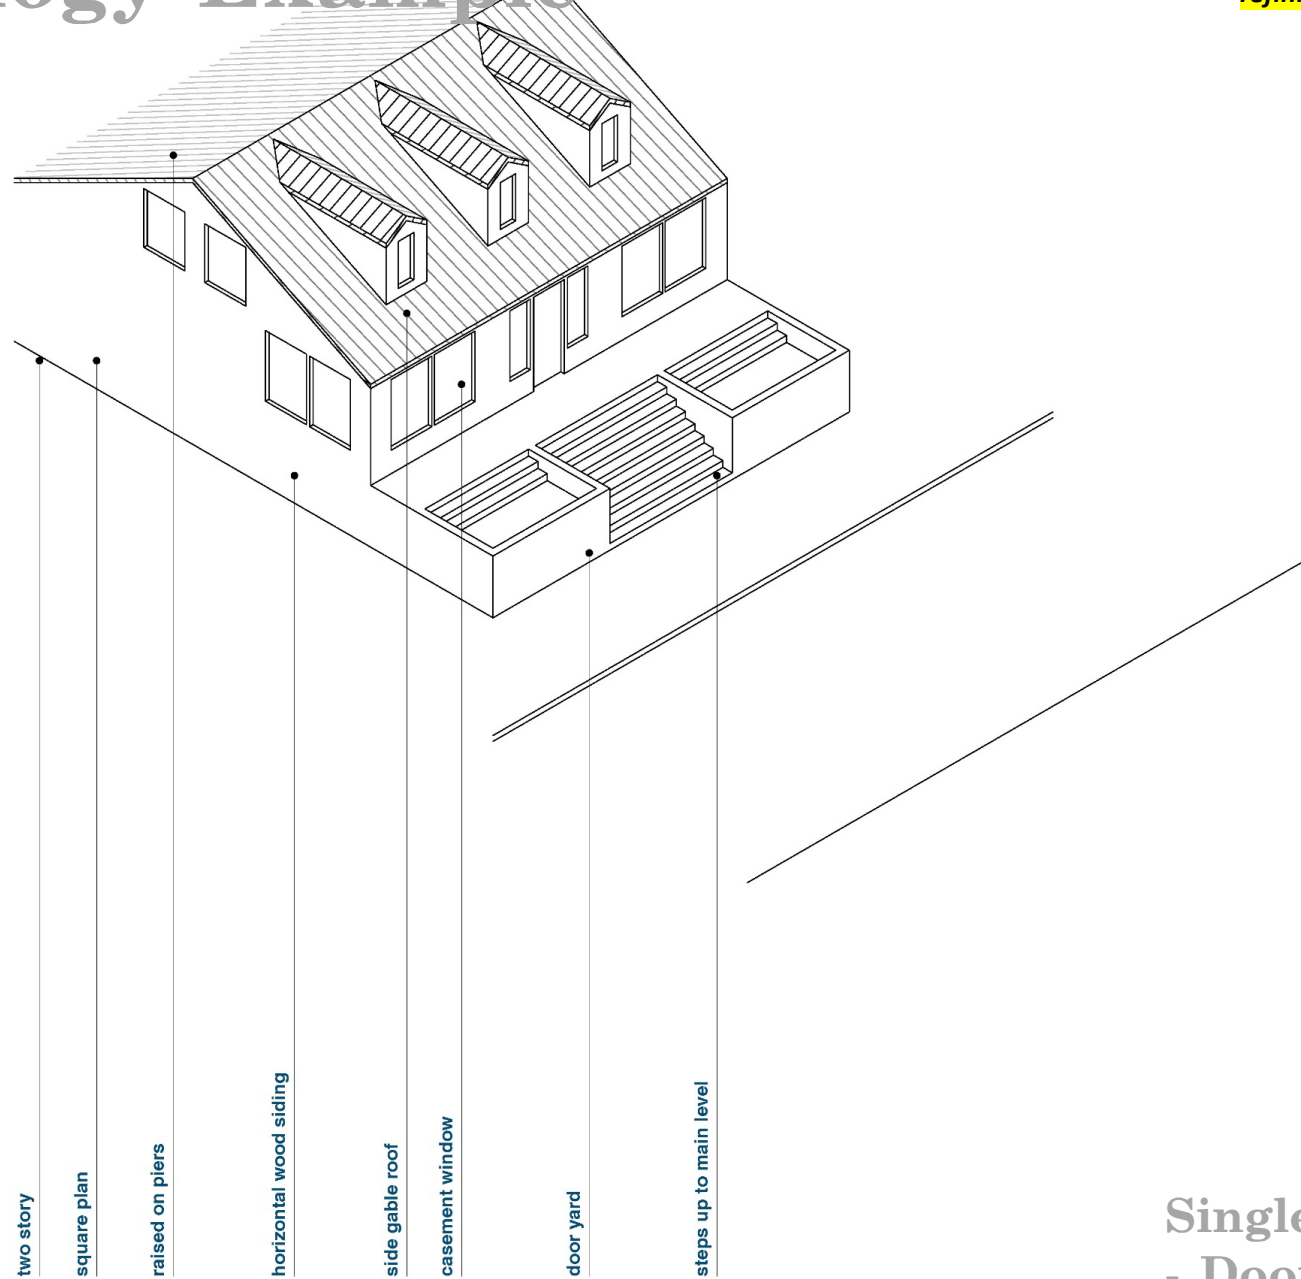 Example
two story
square plan
raised on piers
horizontal wood siding
side gable roof
casement window
door yard
steps up to main level